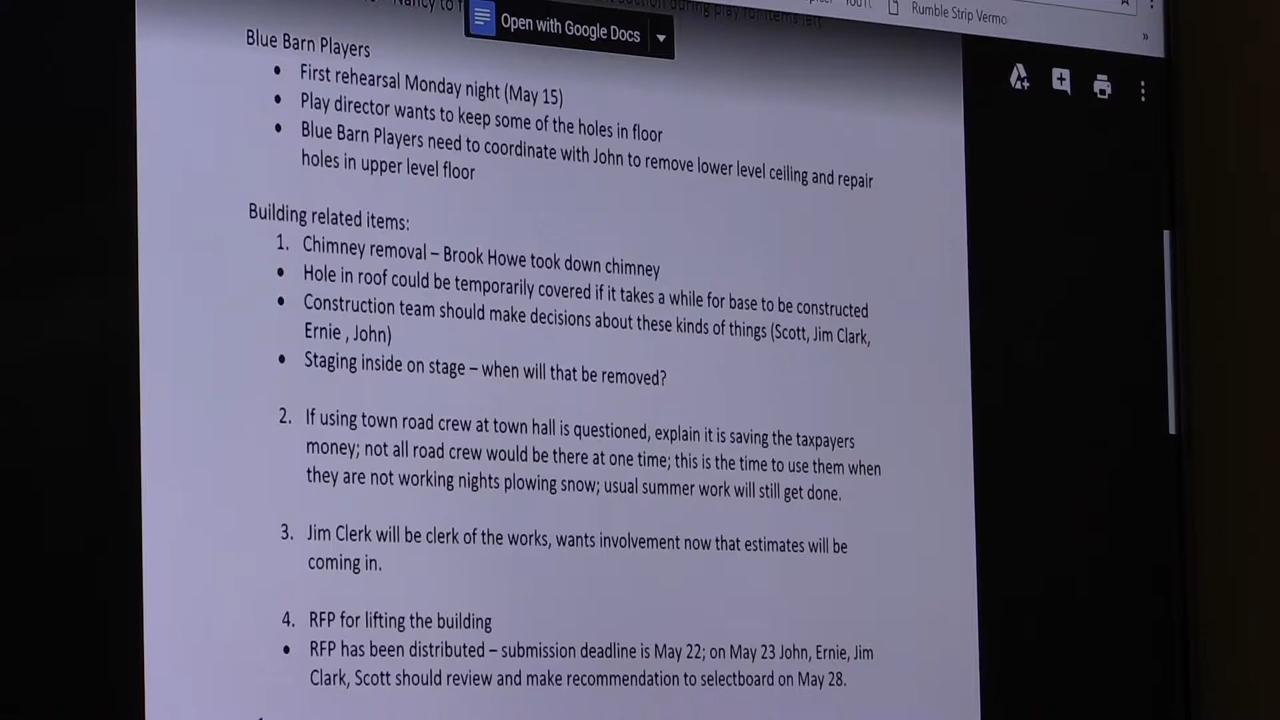 Nancy to
during play for items left
Rumble Strip Vermo
Open with Google Docs
Blue Barn Players
• First rehearsal Monday night (May 15)
• Play director wants to keep some of the holes in floor
• Blue Barn Players need to coordinate with John to remove lower level ceiling and repair
holes in upper level floor
Building related items:
1. Chimney removal – Brook Howe took down chimney
• Hole in roof could be temporarily covered if it takes a while for base to be constructed
• Construction team should make decisions about these kinds of things (Scott, Jim Clark,
Ernie , John)
• Staging inside on stage – when will that be removed?
2. If using town road crew at town hall is questioned, explain it is saving the taxpayers
money; not all road crew would be there at one time; this is the time to use them when
they are not working nights plowing snow; usual summer work will still get done.
3. Jim Clerk will be clerk of the works, wants involvement now that estimates will be
coming in.
4. RFP for lifting the building
• RFP has been distributed – submission deadline is May 22; on May 23 John, Ernie, Jim
Clark, Scott should review and make recommendation to selectboard on May 28.